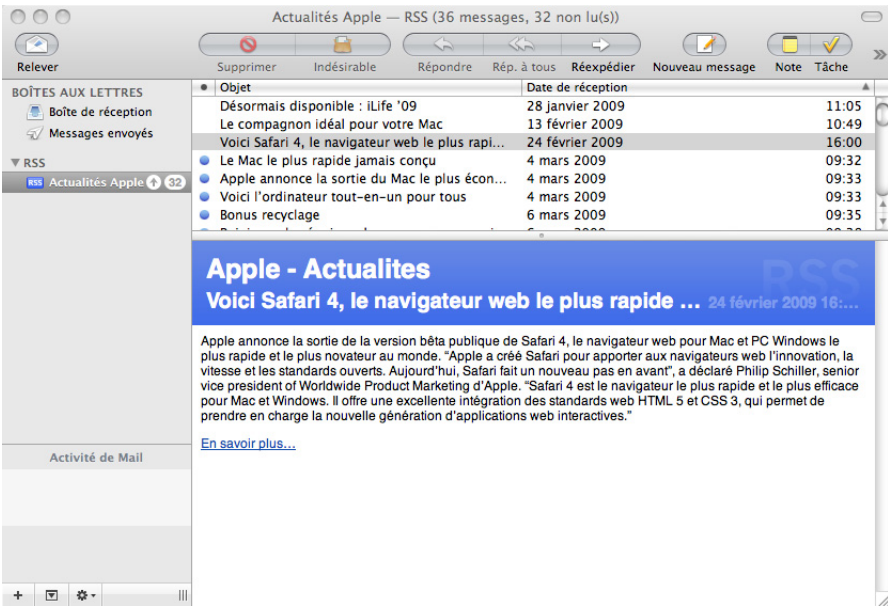 Actualités Apple — RSS (36 messages, 32 non lu(s))
Relever Supprimer Indésirable Répondre Rép. à tous Réexpédier Nouveau message Note Tâche »
BOÎTES AUX LETTRES
Boîte de réception
Messages envoyés
RSS
RSS Actualités Apple 32
Objet Date de réception
Désormais disponible : iLife '09 28 janvier 2009 11:05
Le compagnon idéal pour votre Mac 13 février 2009 10:49
Voici Safari 4, le navigateur web le plus rapi... 24 février 2009 16:00
Le Mac le plus rapide jamais conçu 4 mars 2009 09:32
Apple annonce la sortie du Mac le plus écon... 4 mars 2009 09:33
Voici l'ordinateur tout-en-un pour tous 4 mars 2009 09:33
Bonus recyclage 6 mars 2009 09:35
Apple - Actualites
RSS
Voici Safari 4, le navigateur web le plus rapide ... 24 février 2009 16:...
Apple annonce la sortie de la version bêta publique de Safari 4, le navigateur web pour Mac et PC Windows le
plus rapide et le plus novateur au monde. “Apple a créé Safari pour apporter aux navigateurs web l’innovation, la
vitesse et les standards ouverts. Aujourd’hui, Safari fait un nouveau pas en avant”, a déclaré Philip Schiller, senior
vice president of Worldwide Product Marketing d’Apple. “Safari 4 est le navigateur le plus rapide et le plus efficace
pour Mac et Windows. Il offre une excellente intégration des standards web HTML 5 et CSS 3, qui permet de
prendre en charge la nouvelle génération d’applications web interactives.”
En savoir plus…
Activité de Mail